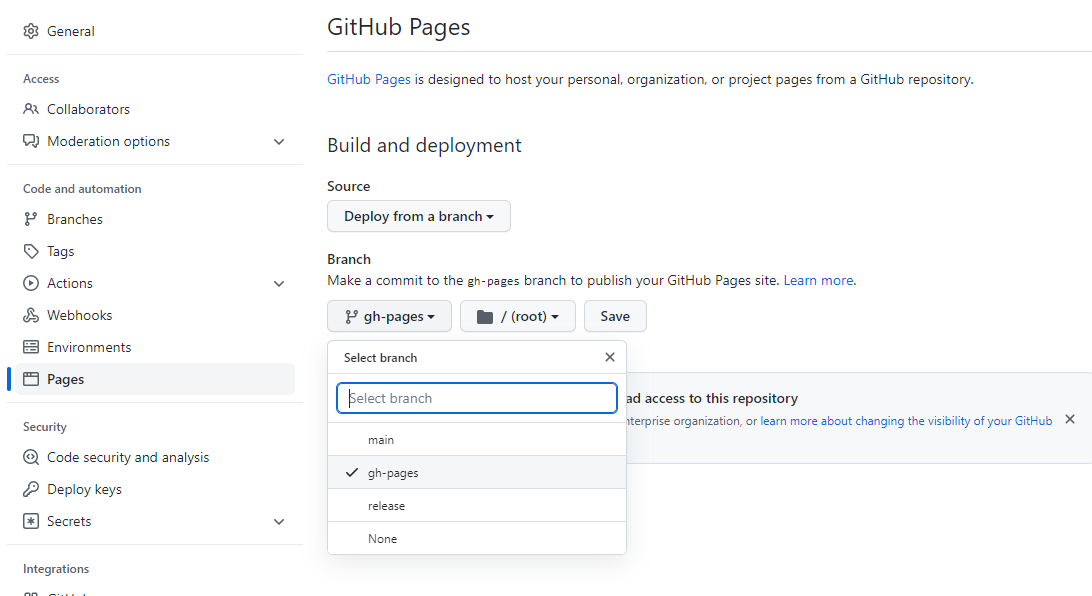 General
Access
Collaborators
Moderation options
Code and automation
Branches
Tags
Actions
Webhooks
Environments
Pages
Security
Code security and analysis
Deploy keys
Secrets
Integrations
GitHub Pages
GitHub Pages is designed to host your personal, organization, or project pages from a GitHub repository.
Build and deployment
Source
Deploy from a branch
Branch
Make a commit to the gh-pages branch to publish your GitHub Pages site. Learn more.
gh-pages / (root) Save
Select branch
Select branch
main
gh-pages
release
None
access to this repository
organization, or learn more about changing the visibility of your GitHub